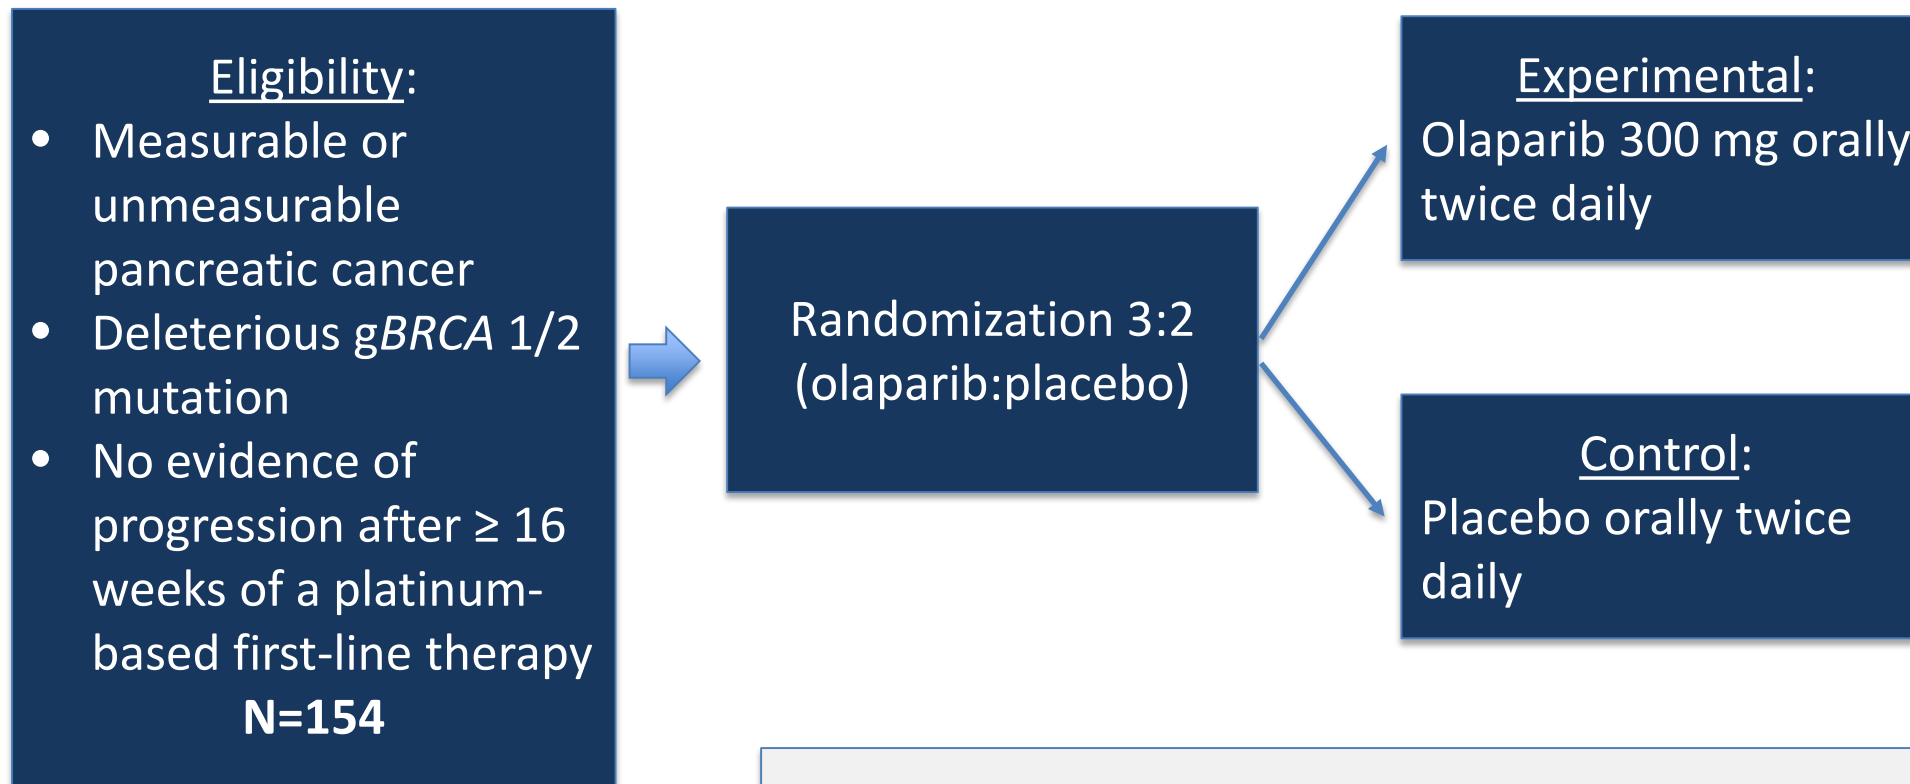 Eligibility:
• Measurable or
unmeasurable
pancreatic cancer
• Deleterious gBRCA 1/2
mutation
• No evidence of
progression after ≥ 16
weeks of a platinum-
based first-line therapy
N=154
Randomization 3:2
(olaparib:placebo)
Experimental:
Olaparib 300 mg orally
twice daily
Control:
Placebo orally twice
daily